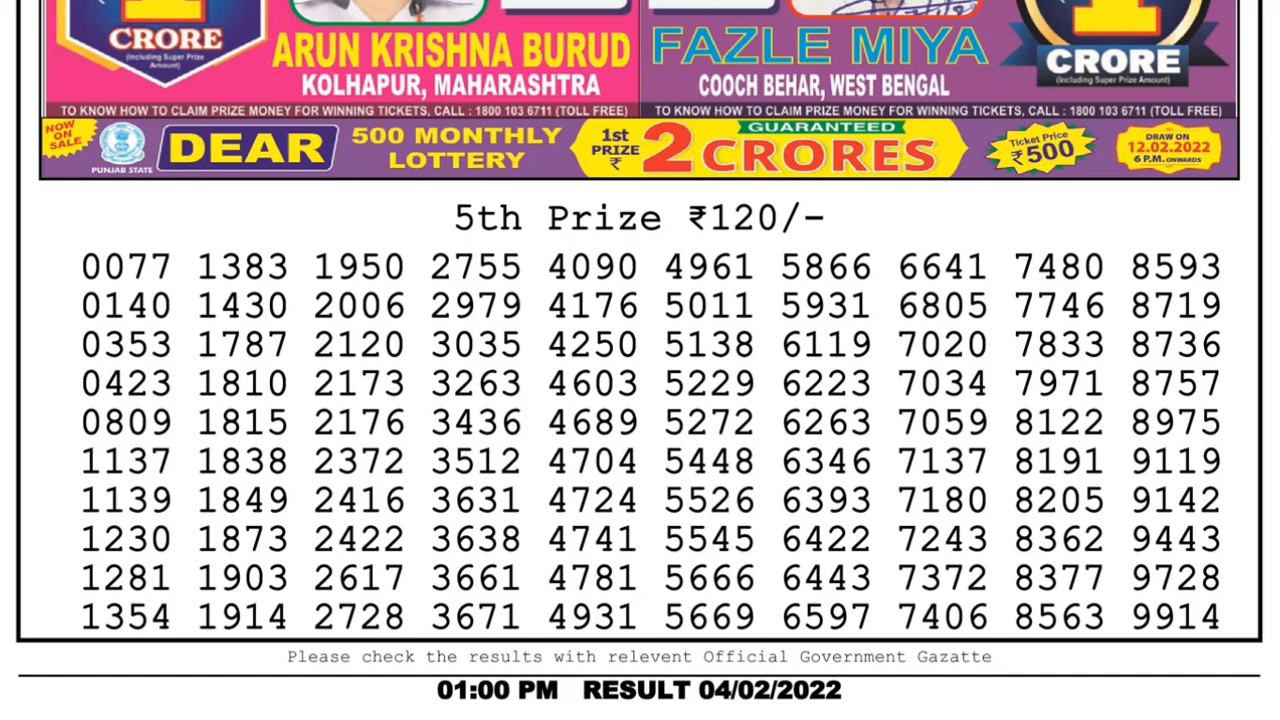 CRORE
(Including Super Prize
Amount)
ARUN KRISHNA BURUD
KOLHAPUR, MAHARASHTRA
FAZLE MIYA
COOCH BEHAR, WEST BENGAL
1
CRORE
(Including Super Prize Amount)
TO KNOW HOW TO CLAIM PRIZE MONEY FOR WINNING TICKETS, CALL : 1800 103 6711 (TOLL FREE)
TO KNOW HOW TO CLAIM PRIZE MONEY FOR WINNING TICKETS, CALL : 1800 103 6711 (TOLL FREE)
NOW
ON
SALE
PUNJAB STATE
DEAR
500 MONTHLY
LOTTERY
1st
PRIZE
₹
2 CRORES
GUARANTEED
Ticket Price
₹500
DRAW ON
12.02.2022
6 P.M. ONWARDS
5th Prize ₹120/-
0077 1383 1950 2755 4090 4961 5866 6641 7480 8593
0140 1430 2006 2979 4176 5011 5931 6805 7746 8719
0353 1787 2120 3035 4250 5138 6119 7020 7833 8736
0423 1810 2173 3263 4603 5229 6223 7034 7971 8757
0809 1815 2176 3436 4689 5272 6263 7059 8122 8975
1137 1838 2372 3512 4704 5448 6346 7137 8191 9119
1139 1849 2416 3631 4724 5526 6393 7180 8205 9142
1230 1873 2422 3638 4741 5545 6422 7243 8362 9443
1281 1903 2617 3661 4781 5666 6443 7372 8377 9728
1354 1914 2728 3671 4931 5669 6597 7406 8563 9914
Please check the results with relevent Official Government Gazatte
01:00 PM RESULT 04/02/2022